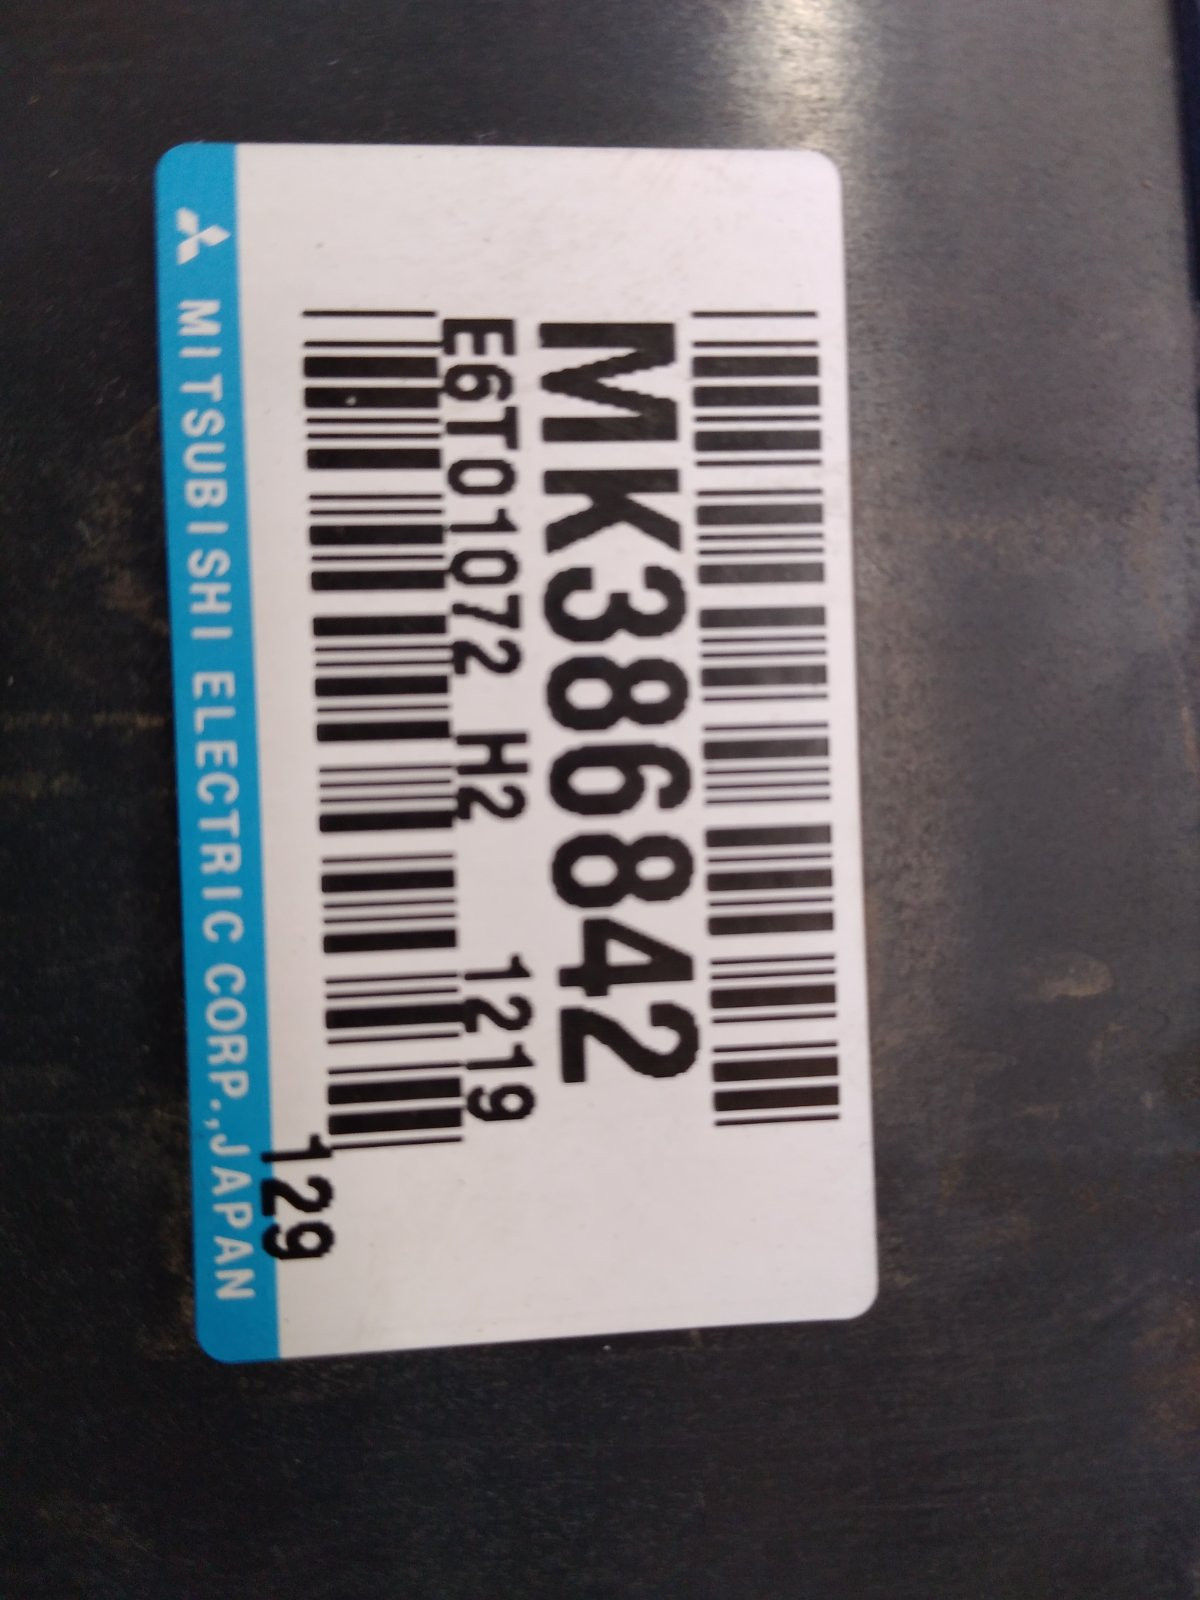 MK386842
E6T01072 H2 1219
129
MITSUBISHI ELECTRIC CORP.,JAPAN